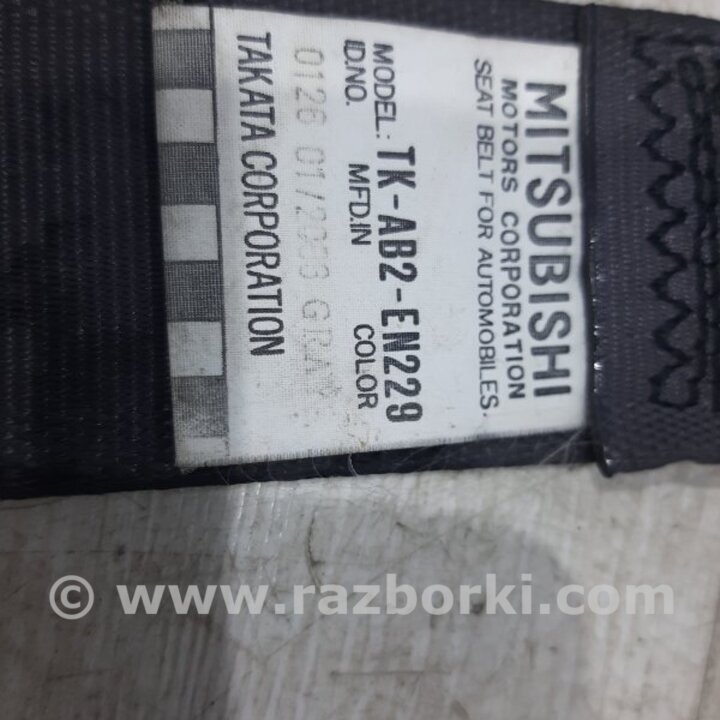 MITSUBISHI
MOTORS CORPORATION
SEAT BELT FOR AUTOMOBILES.
MODEL: TK-AB2-EN229
ID.NO. MFD.IN COLOR
GRAY
TAKATA CORPORATION
© www.razborki.com